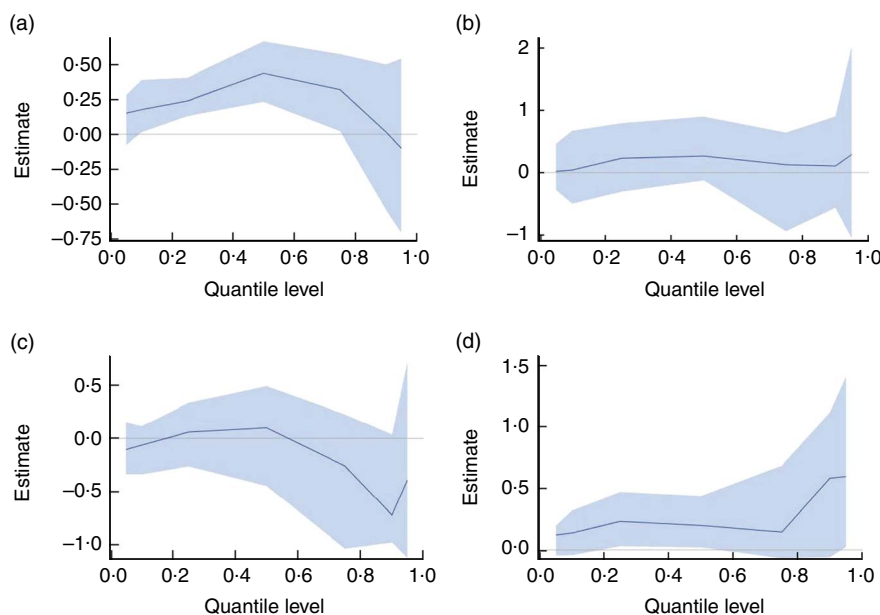 (a)
Estimate
0·50
0·25
0·00
−0·25
−0·50
−0·75
0·0 0·2 0·4 0·6 0·8 1·0
Quantile level
(b)
Estimate
2
1
0
−1
0·0 0·2 0·4 0·6 0·8 1·0
Quantile level
(c)
Estimate
0·5
0·0
−0·5
−1·0
0·0 0·2 0·4 0·6 0·8 1·0
Quantile level
(d)
Estimate
1·5
1·0
0·5
0·0
0·0 0·2 0·4 0·6 0·8 1·0
Quantile level